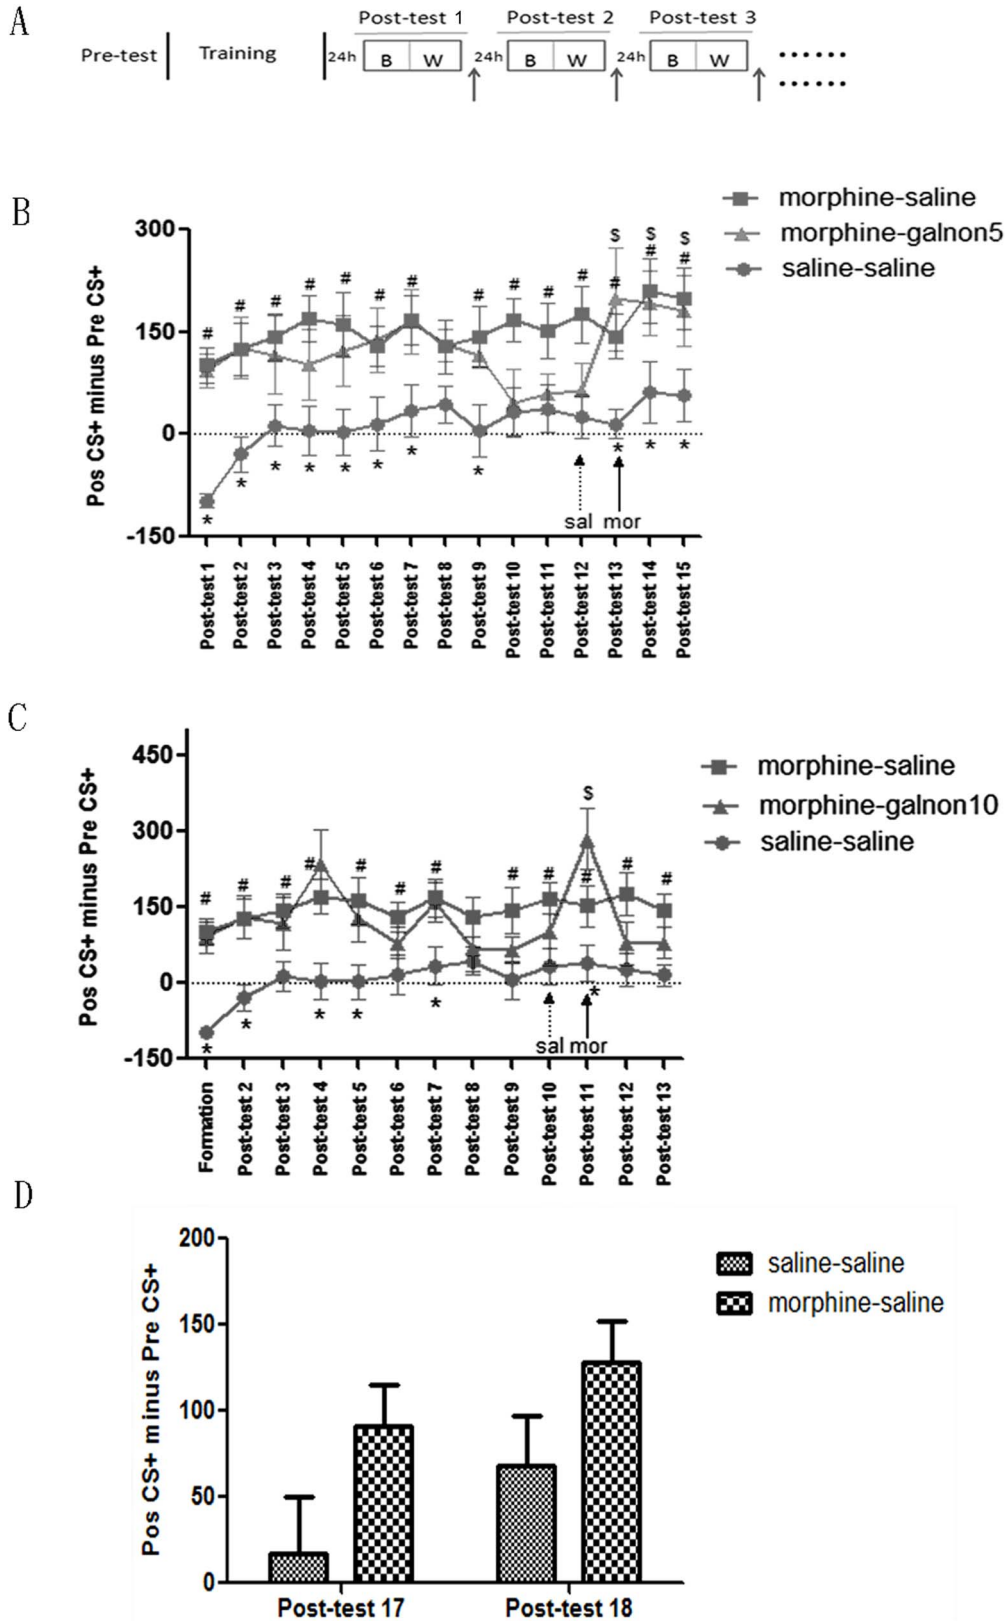 A
Post-test 1 Post-test 2 Post-test 3
Pre-test Training 24h B W 24h B W 24h B W ......
......
B
morphine-saline
morphine-galnon5
saline-saline
Pos CS+ minus Pre CS+
300
150
0
-150
# # # # # # # # # # # # # #
$ $ $
* * * * * * * * * * *
sal mor
Post-test 1
Post-test 2
Post-test 3
Post-test 4
Post-test 5
Post-test 6
Post-test 7
Post-test 8
Post-test 9
Post-test 10
Post-test 11
Post-test 12
Post-test 13
Post-test 14
Post-test 15
C
morphine-saline
morphine-galnon10
saline-saline
Pos CS+ minus Pre CS+
450
300
150
0
-150
$
# # # # # # # # # # # #
* * * * * *
sal mor
Formation
Post-test 2
Post-test 3
Post-test 4
Post-test 5
Post-test 6
Post-test 7
Post-test 8
Post-test 9
Post-test 10
Post-test 11
Post-test 12
Post-test 13
D
saline-saline
morphine-saline
Pos CS+ minus Pre CS+
200
150
100
50
0
Post-test 17 Post-test 18